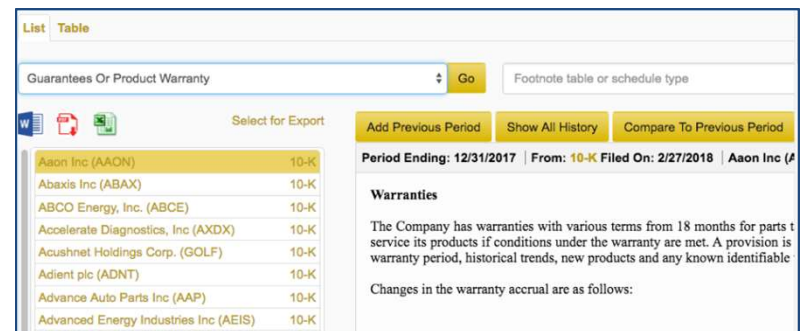 List Table
Guarantees Or Product Warranty Go Footnote table or schedule type
Select for Export
Add Previous Period Show All History Compare To Previous Period
Aaon Inc (AAON) 10-K
Abaxis Inc (ABAX) 10-K
ABCO Energy, Inc. (ABCE) 10-K
Accelerate Diagnostics, Inc (AXDX) 10-K
Acushnet Holdings Corp. (GOLF) 10-K
Adient plc (ADNT) 10-K
Advance Auto Parts Inc (AAP) 10-K
Advanced Energy Industries Inc (AEIS) 10-K
Period Ending: 12/31/2017 | From: 10-K Filed On: 2/27/2018 | Aaon Inc (A
Warranties
The Company has warranties with various terms from 18 months for parts t
service its products if conditions under the warranty are met. A provision is
warranty period, historical trends, new products and any known identifiable
Changes in the warranty accrual are as follows: